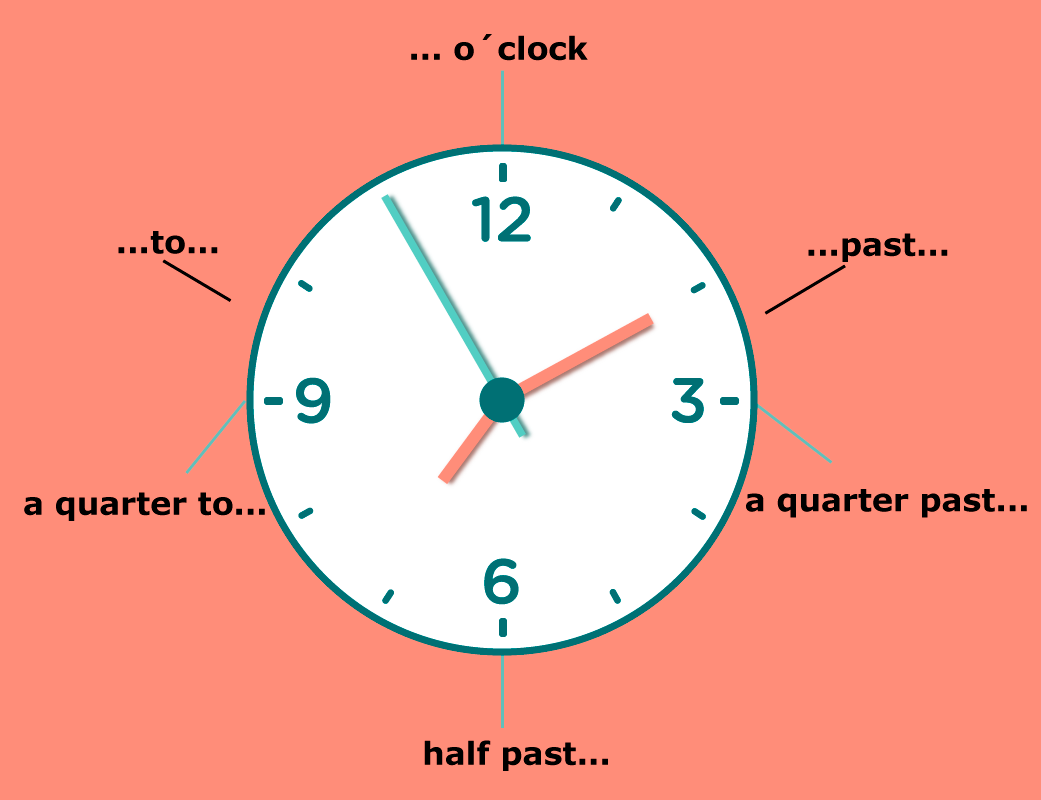 ... o´clock
...to...
...past...
12
9
3
a quarter to...
a quarter past...
6
half past...